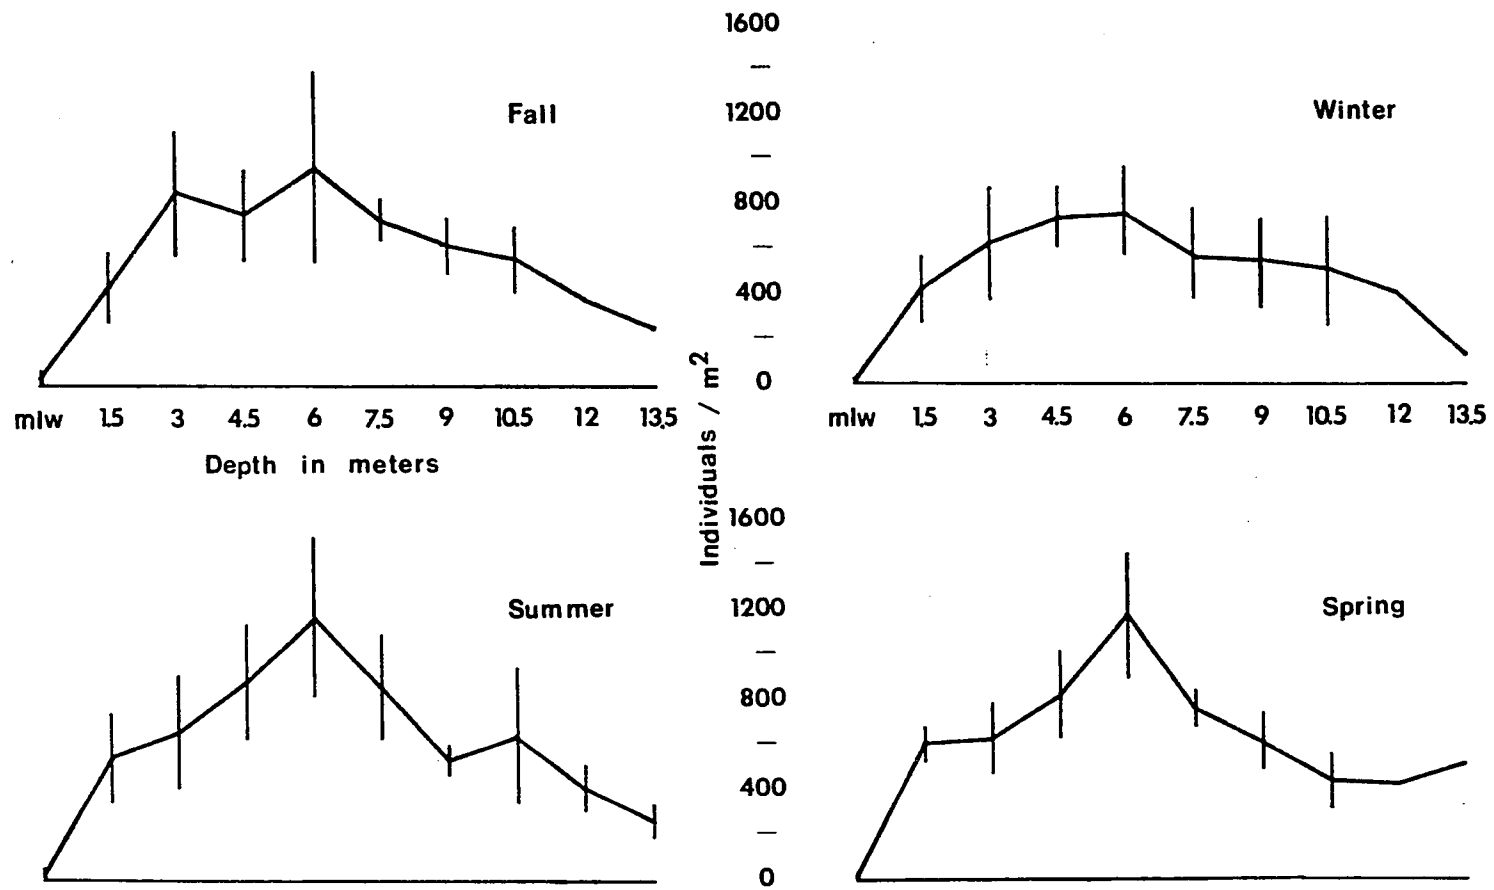 1600
—
Fall
1200
Winter
—
800
—
400
—
0
mlw 1.5 3 4.5 6 7.5 9 10.5 12 13.5
mlw 1.5 3 4.5 6 7.5 9 10.5 12 13.5
Depth in meters
Individuals / m²
1600
—
Summer
1200
Spring
—
800
—
400
—
0